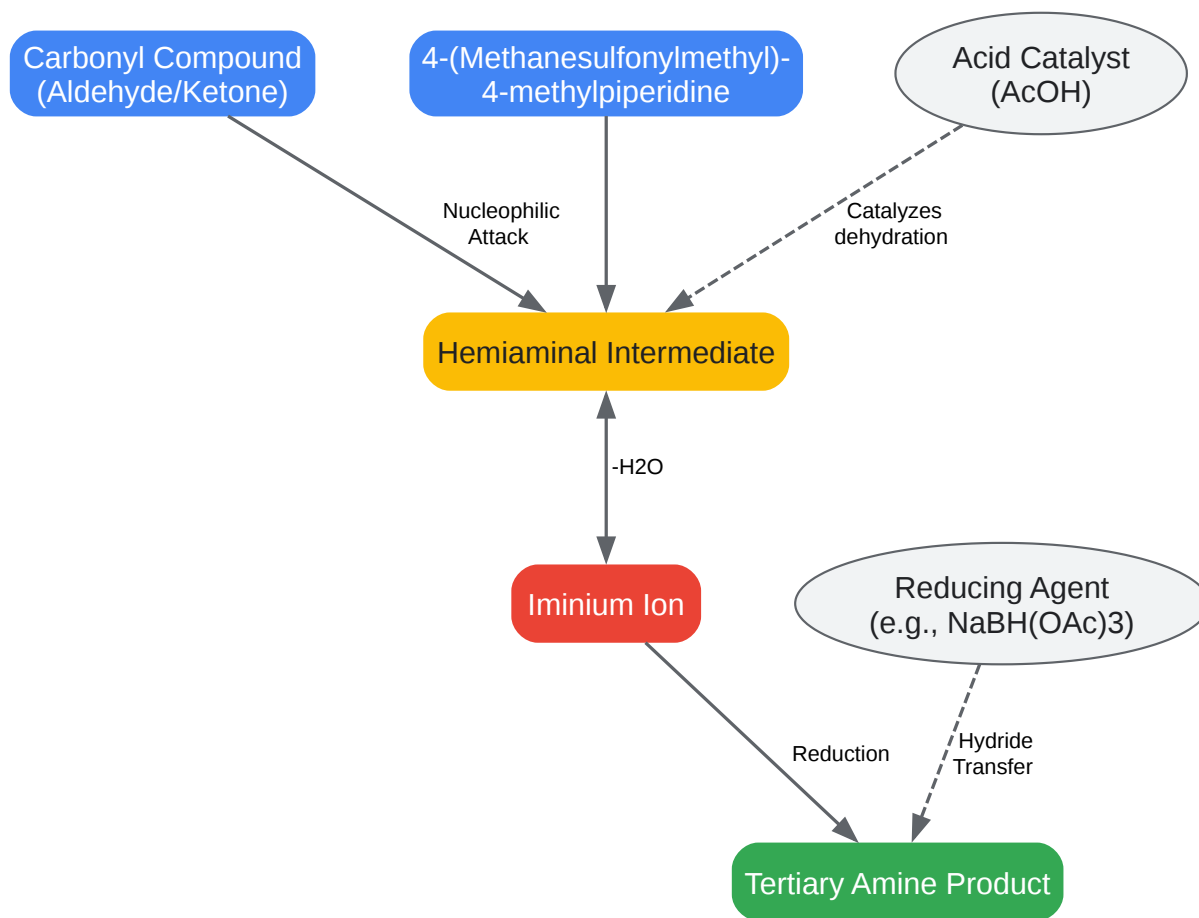 Carbonyl Compound
(Aldehyde/Ketone)
4-(Methanesulfonylmethyl)-
4-methylpiperidine
Acid Catalyst
(AcOH)
Nucleophilic
Attack
Catalyzes
dehydration
Hemiaminal Intermediate
-H2O
Iminium Ion
Reducing Agent
(e.g., NaBH(OAc)3)
Reduction
Hydride
Transfer
Tertiary Amine Product